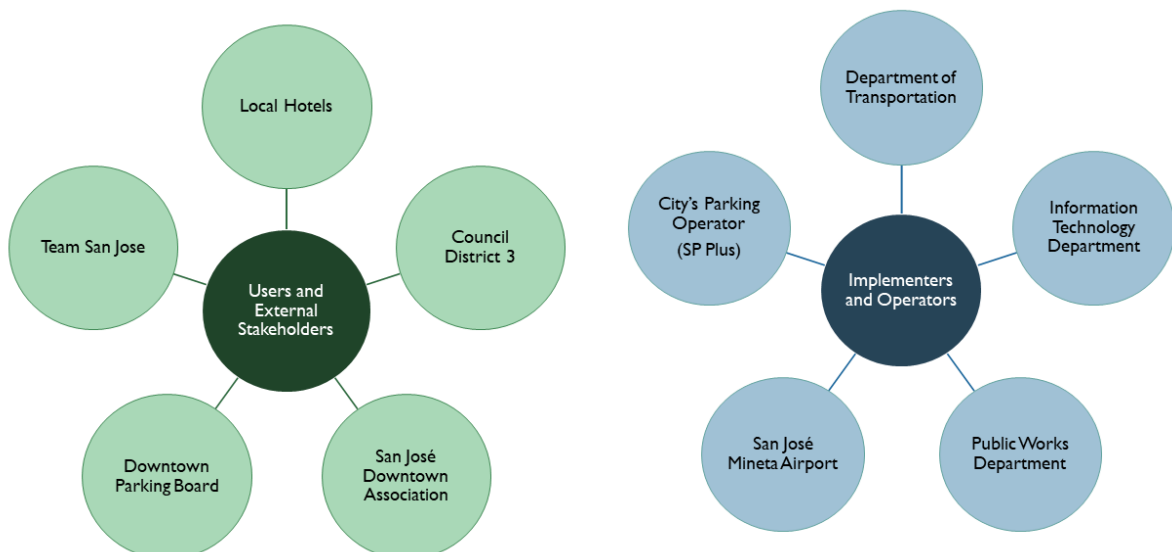 Local Hotels
Team San Jose
Council
District 3
Users and
External
Stakeholders
Downtown
Parking Board
San José
Downtown
Association
Department of
Transportation
City's Parking
Operator
(SP Plus)
Information
Technology
Department
Implementers
and Operators
San José
Mineta Airport
Public Works
Department